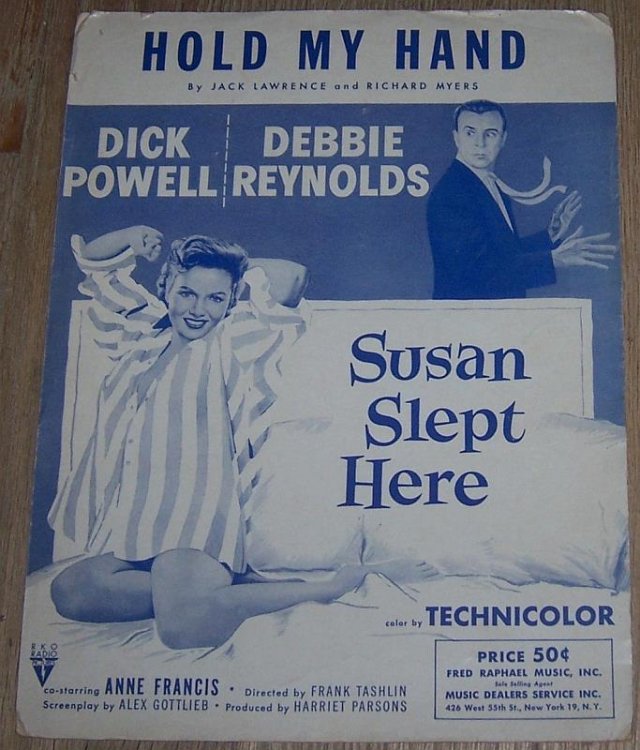 HOLD MY HAND
By JACK LAWRENCE and RICHARD MYERS
DICK POWELL
DEBBIE REYNOLDS
Susan
Slept
Here
color by TECHNICOLOR
RKO
RADIO
co-starring ANNE FRANCIS • Directed by FRANK TASHLIN
Screenplay by ALEX GOTTLIEB • Produced by HARRIET PARSONS
PRICE 50¢
FRED RAPHAEL MUSIC, INC.
Sole Selling Agent
MUSIC DEALERS SERVICE INC.
426 West 55th St., New York 19, N.Y.